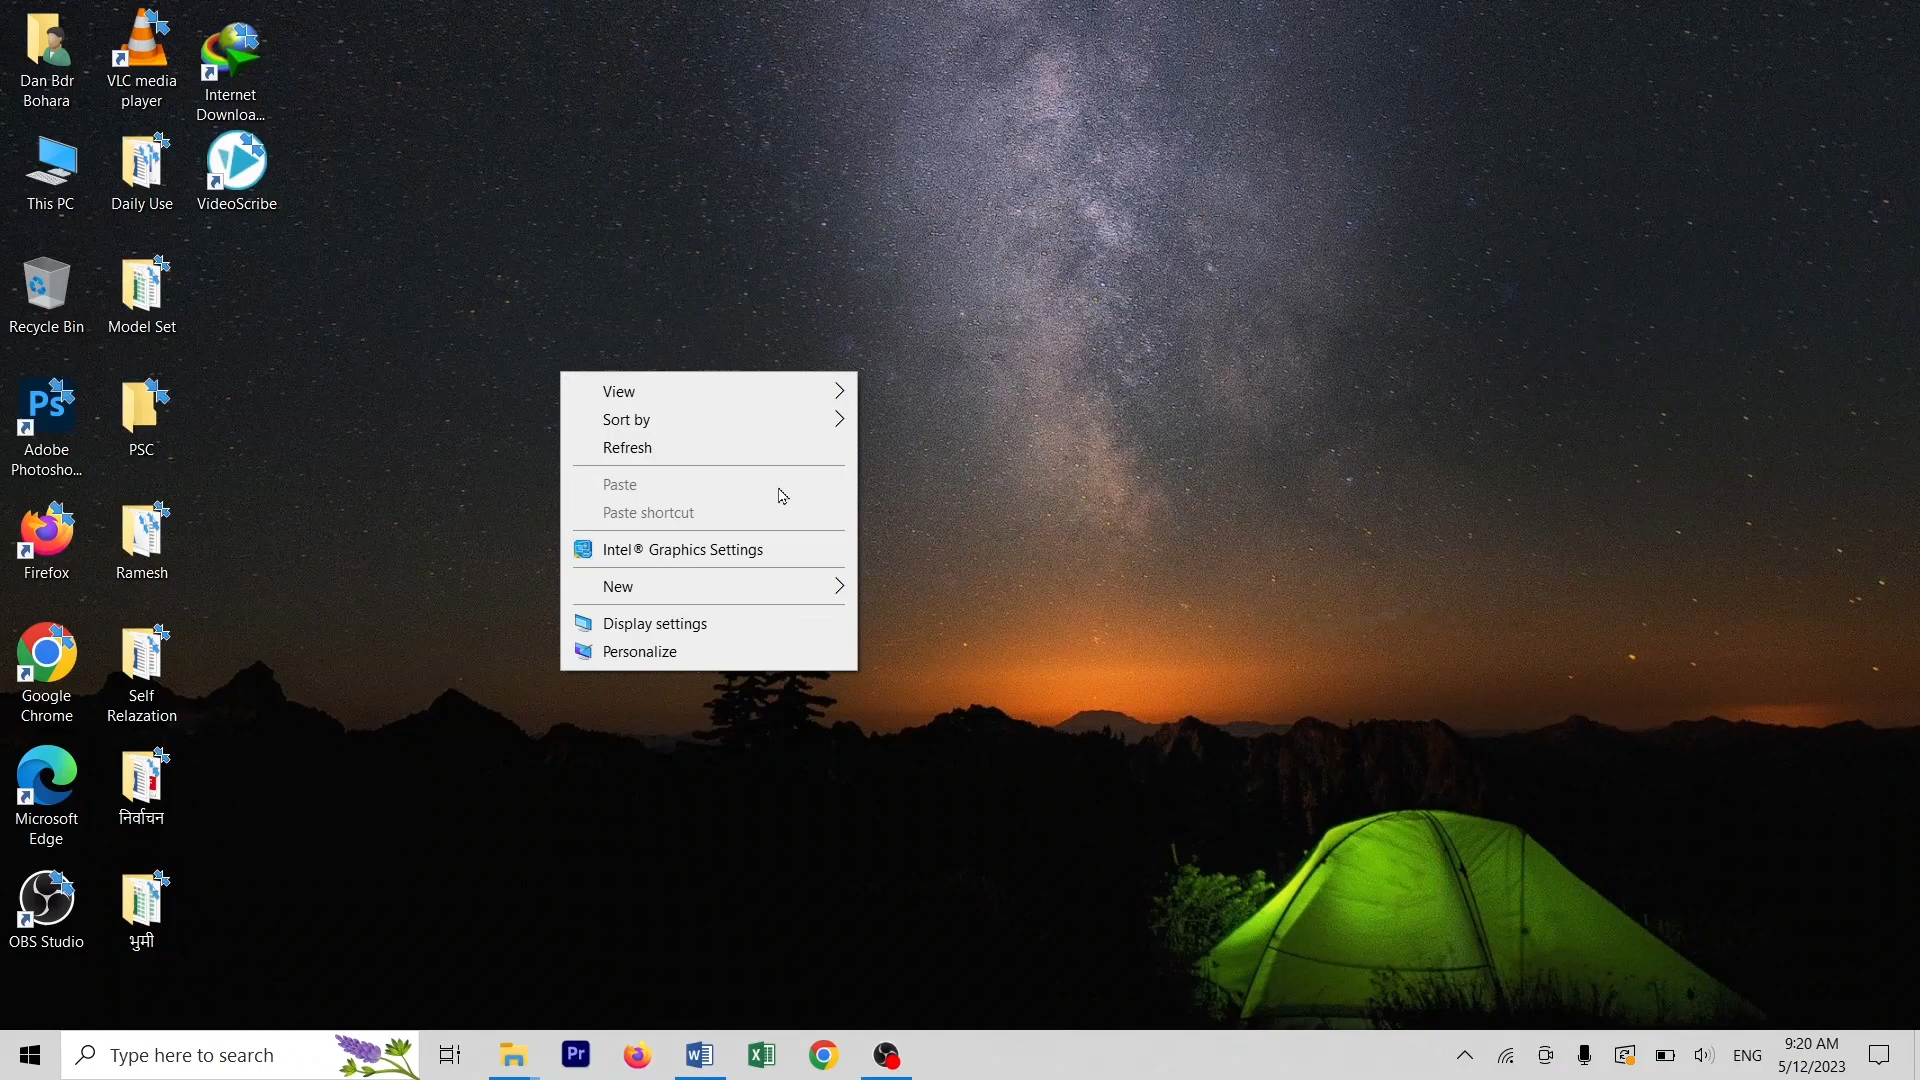 Dan Bdr
Bohara
VLC media
player
Internet
Downloa...
This PC
Daily Use
VideoScribe
Recycle Bin
Model Set
Ps
Adobe
Photosho...
PSC
Firefox
Ramesh
Google
Chrome
Self
Relazation
Microsoft
Edge
निर्वाचन
OBS Studio
भुमी
View
Sort by
Refresh
Paste
Paste shortcut
Intel® Graphics Settings
New
Display settings
Personalize
Type here to search
Pr
ENG
9:20 AM
5/12/2023